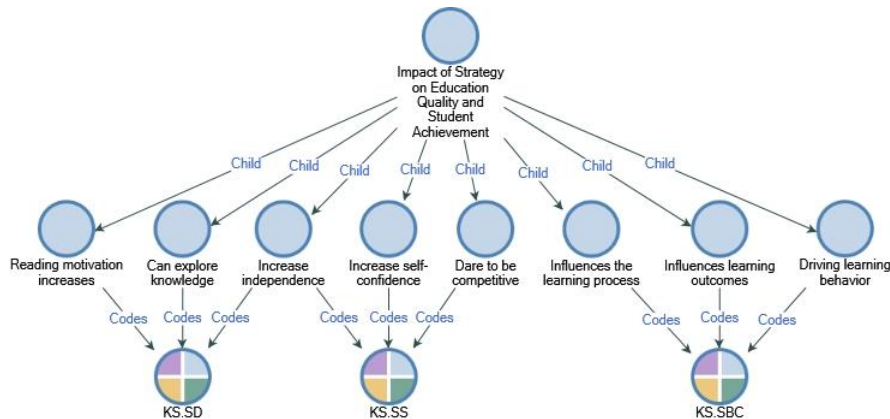 Impact of Strategy
on Education
Quality and
Student
Achievement
Child
Child
Child
Child
Child
Child
Child
Child
Reading motivation
increases
Can explore
knowledge
Increase
independence
Increase self-
confidence
Dare to be
competitive
Influences the
learning process
Influences learning
outcomes
Driving learning
behavior
Codes
Codes
Codes
Codes
Codes
Codes
Codes
Codes
Codes
KS.SD
KS.SS
KS.SBC